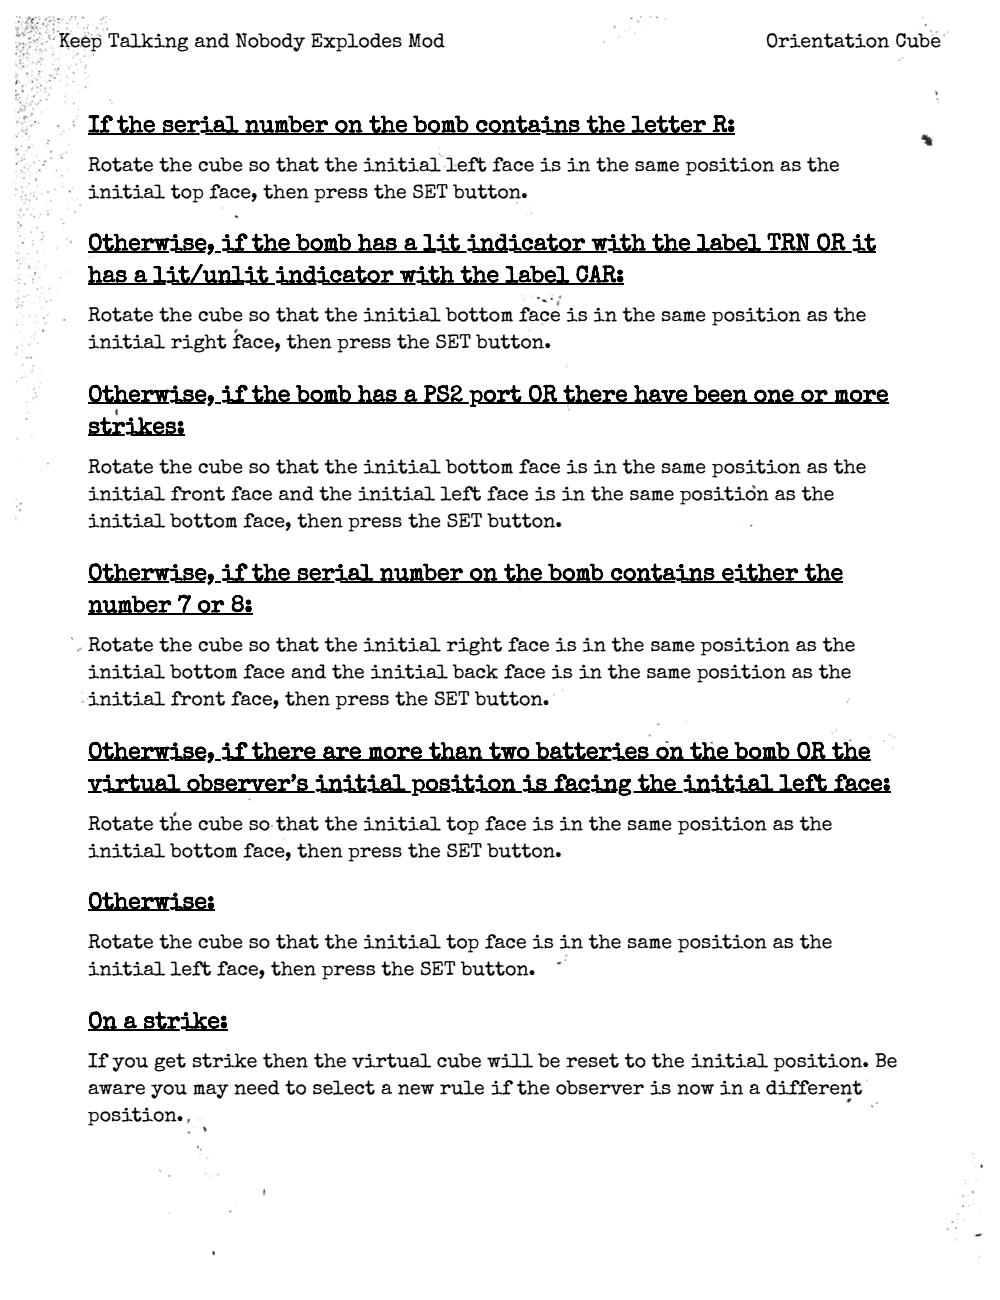 Keep Talking and Nobody Explodes Mod Orientation Cube
If the serial number on the bomb contains the letter R:
Rotate the cube so that the initial left face is in the same position as the
initial top face, then press the SET button.
Otherwise, if the bomb has a lit indicator with the label TRN OR it
has a lit/unlit indicator with the label CAR:
Rotate the cube so that the initial bottom face is in the same position as the
initial right face, then press the SET button.
Otherwise, if the bomb has a PS2 port OR there have been one or more
strikes:
Rotate the cube so that the initial bottom face is in the same position as the
initial front face and the initial left face is in the same position as the
initial bottom face, then press the SET button.
Otherwise, if the serial number on the bomb contains either the
number 7 or 8:
Rotate the cube so that the initial right face is in the same position as the
initial bottom face and the initial back face is in the same position as the
initial front face, then press the SET button.
Otherwise, if there are more than two batteries on the bomb OR the
virtual observer's initial position is facing the initial left face:
Rotate the cube so that the initial top face is in the same position as the
initial bottom face, then press the SET button.
Otherwise:
Rotate the cube so that the initial top face is in the same position as the
initial left face, then press the SET button.
On a strike:
If you get strike then the virtual cube will be reset to the initial position. Be
aware you may need to select a new rule if the observer is now in a different
position.